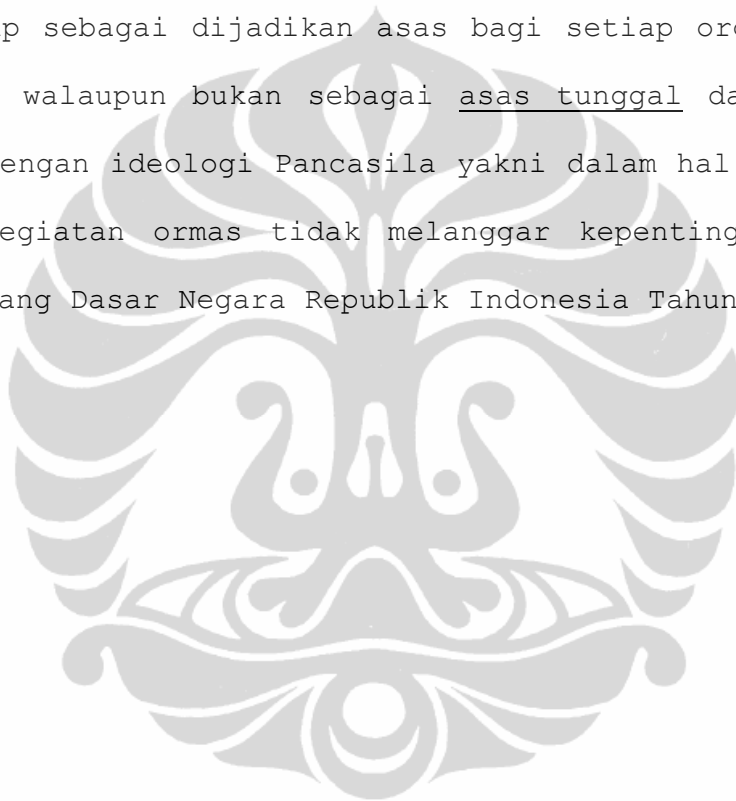 p sebagai dijadikan asas bagi setiap or
walaupun bukan sebagai asas tunggal da
engan ideologi Pancasila yakni dalam hal
egiatan ormas tidak melanggar kepenting
ang Dasar Negara Republik Indonesia Tahun